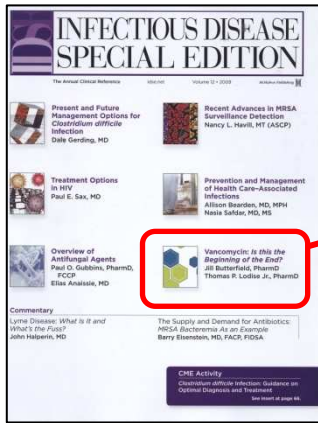 INFECTIOUS DISEASE
SPECIAL EDITION
The Annual Clinical Reference
Volume 12 • 2008
Present and Future
Management Options for
Clostridium difficile
Infection
Dale Gerding, MD
Recent Advances in MRSA
Surveillance Detection
Nancy L. Havill, MT (ASCP)
Treatment Options
in HIV
Paul E. Sax, MD
Prevention and Management
of Health Care–Associated
Infections
Allison Bearden, MD, MPH
Nasia Safdar, MD, MS
Overview of
Antifungal Agents
Paul O. Gubbins, PharmD,
FCCP
Elias Anaissie, MD
Vancomycin: Is this the
Beginning of the End?
Jill Butterfield, PharmD
Thomas P. Lodise Jr., PharmD
Commentary
Lyme Disease: What is It and
What's the Fuss?
John Halperin, MD
The Supply and Demand for Antibiotics:
MRSA Bacteremia As an Example
Barry Eisenstein, MD, FACP, FIDSA
CME Activity
Clostridium difficile Infection: Guidance on
Optimal Diagnosis and Treatment
See insert at page 44.